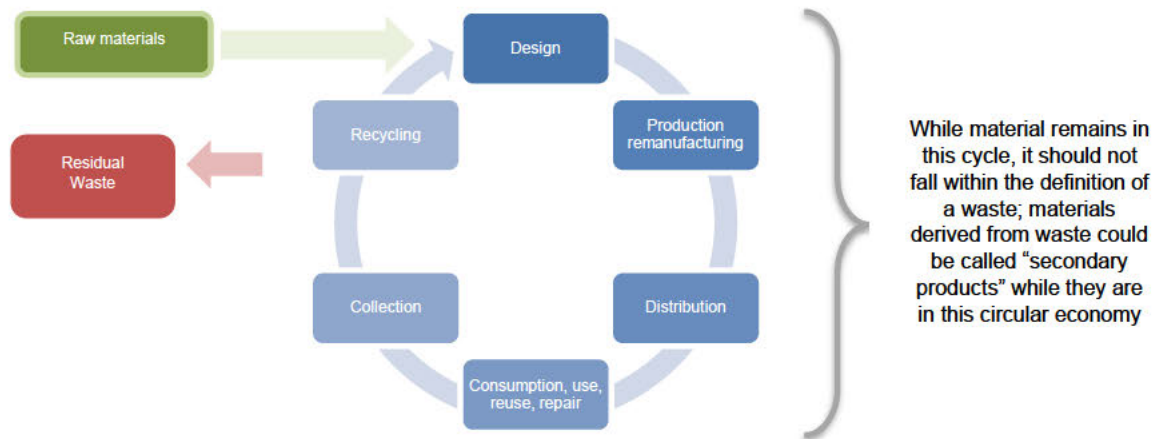 Raw materials
Design
Recycling
Production
remanufacturing
Residual
Waste
Collection
Distribution
Consumption, use,
reuse, repair
While material remains in
this cycle, it should not
fall within the definition of
a waste; materials
derived from waste could
be called “secondary
products” while they are
in this circular economy